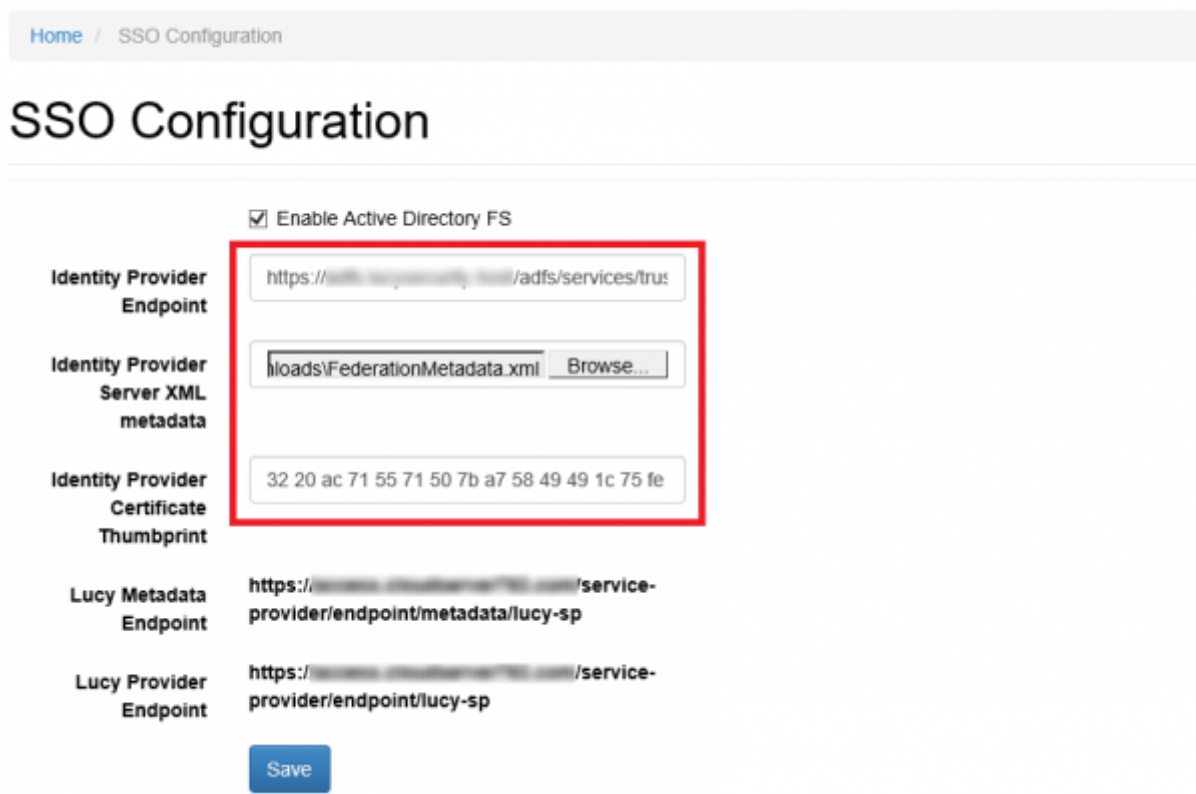 Home / SSO Configuration
SSO Configuration
Enable Active Directory FS
Identity Provider
Endpoint
https:// /adfs/services/trus
Identity Provider
Server XML
metadata
nloads\FederationMetadata.xml Browse...
Identity Provider
Certificate
Thumbprint
32 20 ac 71 55 71 50 7b a7 58 49 49 1c 75 fe
Lucy Metadata
Endpoint
https:// /service-
provider/endpoint/metadata/lucy-sp
Lucy Provider
Endpoint
https:/ /service-
provider/endpoint/lucy-sp
Save